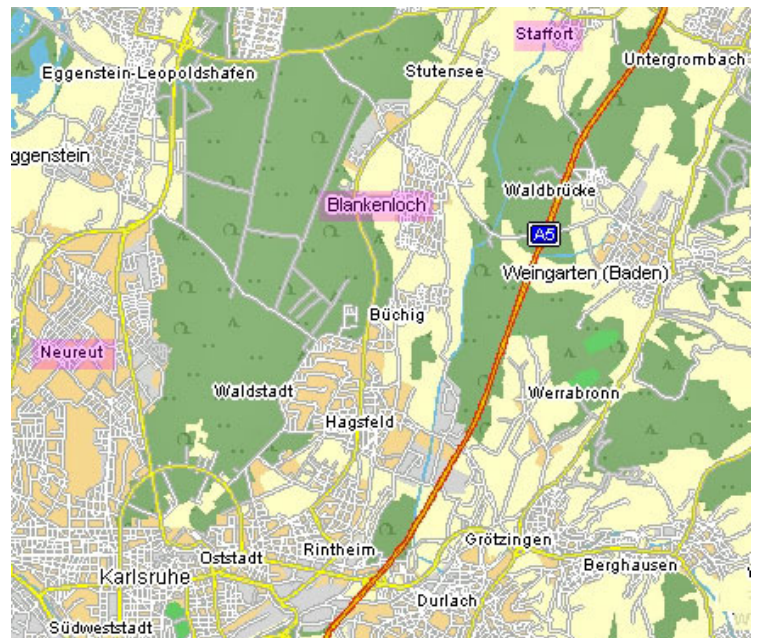 Staffort
Untergrombach
Eggenstein-Leopoldshafen
Stutensee
ggenstein
Waldbrücke
Blankenloch
A5
Weingarten (Baden)
Büchig
Neureut
Waldstadt
Werrabronn
Hagsfeld
Grötzingen
Rintheim
Oststadt
Berghausen
Karlsruhe
Durlach
Südweststadt